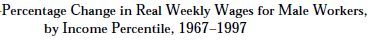 Percentage Change in Real Weekly Wages for Male Workers,
by Income Percentile, 1967–1997